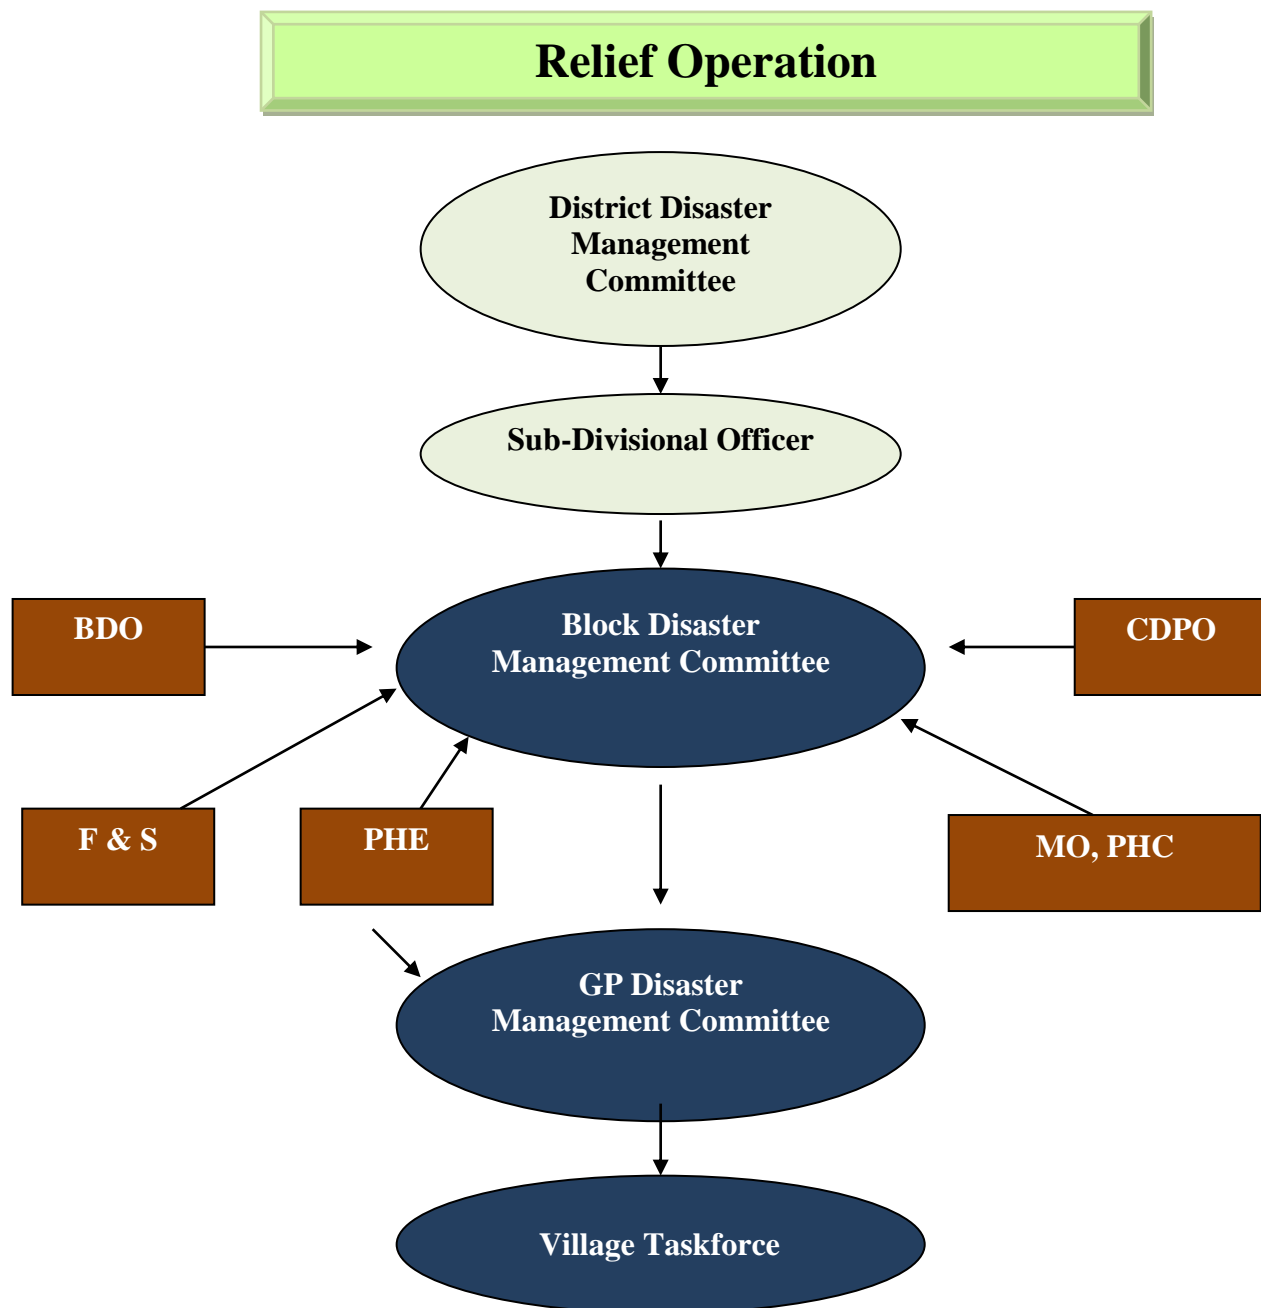 Relief Operation
District Disaster
Management
Committee
Sub-Divisional Officer
BDO
Block Disaster
Management Committee
CDPO
F & S
PHE
MO, PHC
GP Disaster
Management Committee
Village Taskforce